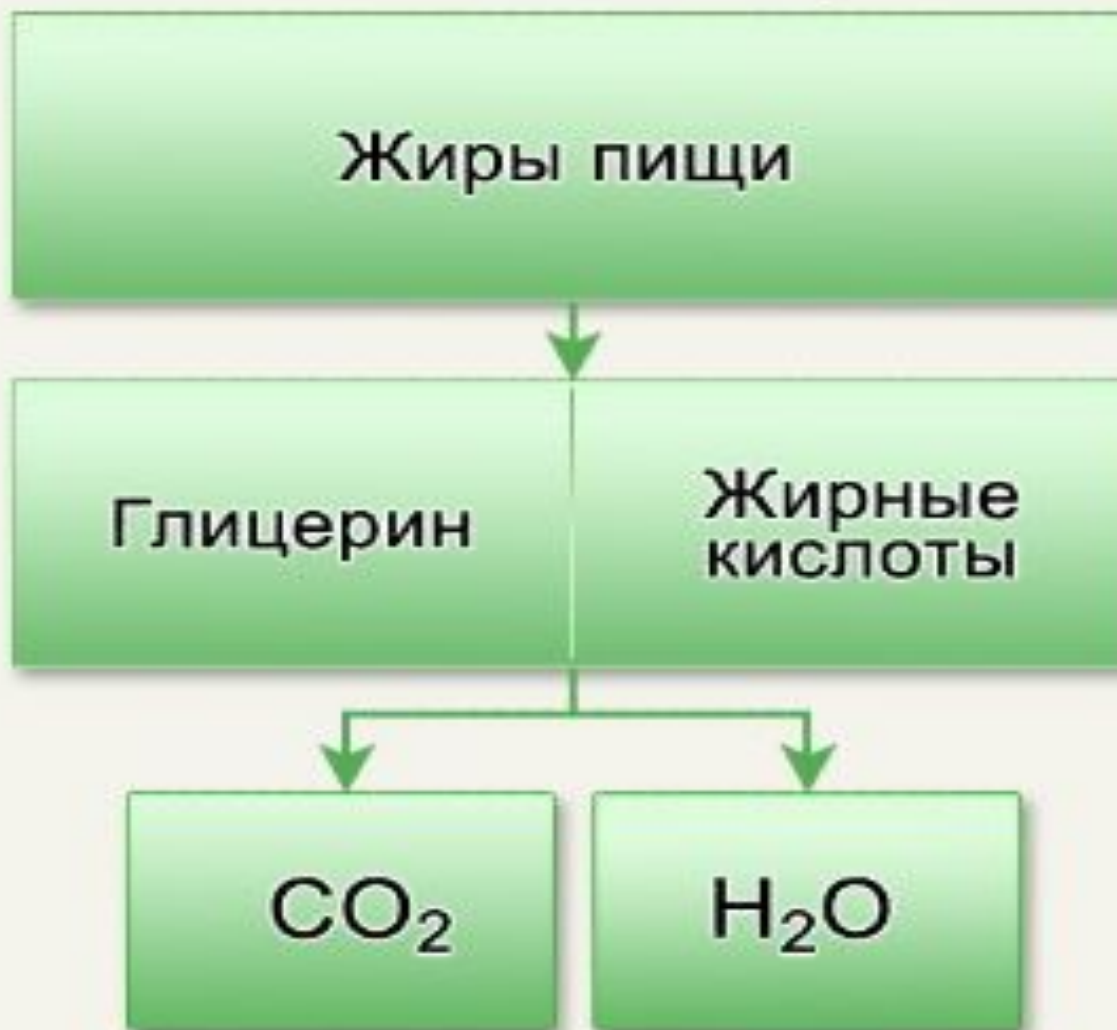 Жиры пищи
Глицерин
Жирные
кислоты
CO₂
H₂O